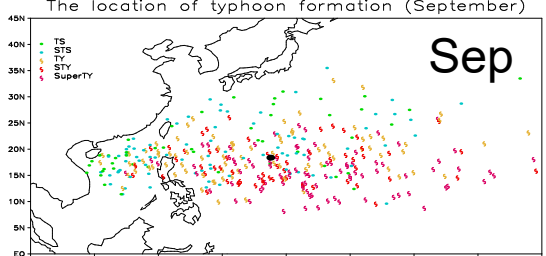 The location of typhoon formation (September)
45N
40N
35N
30N
25N
20N
15N
10N
5N
EQ
TS
STS
TY
STY
SuperTY
Sep